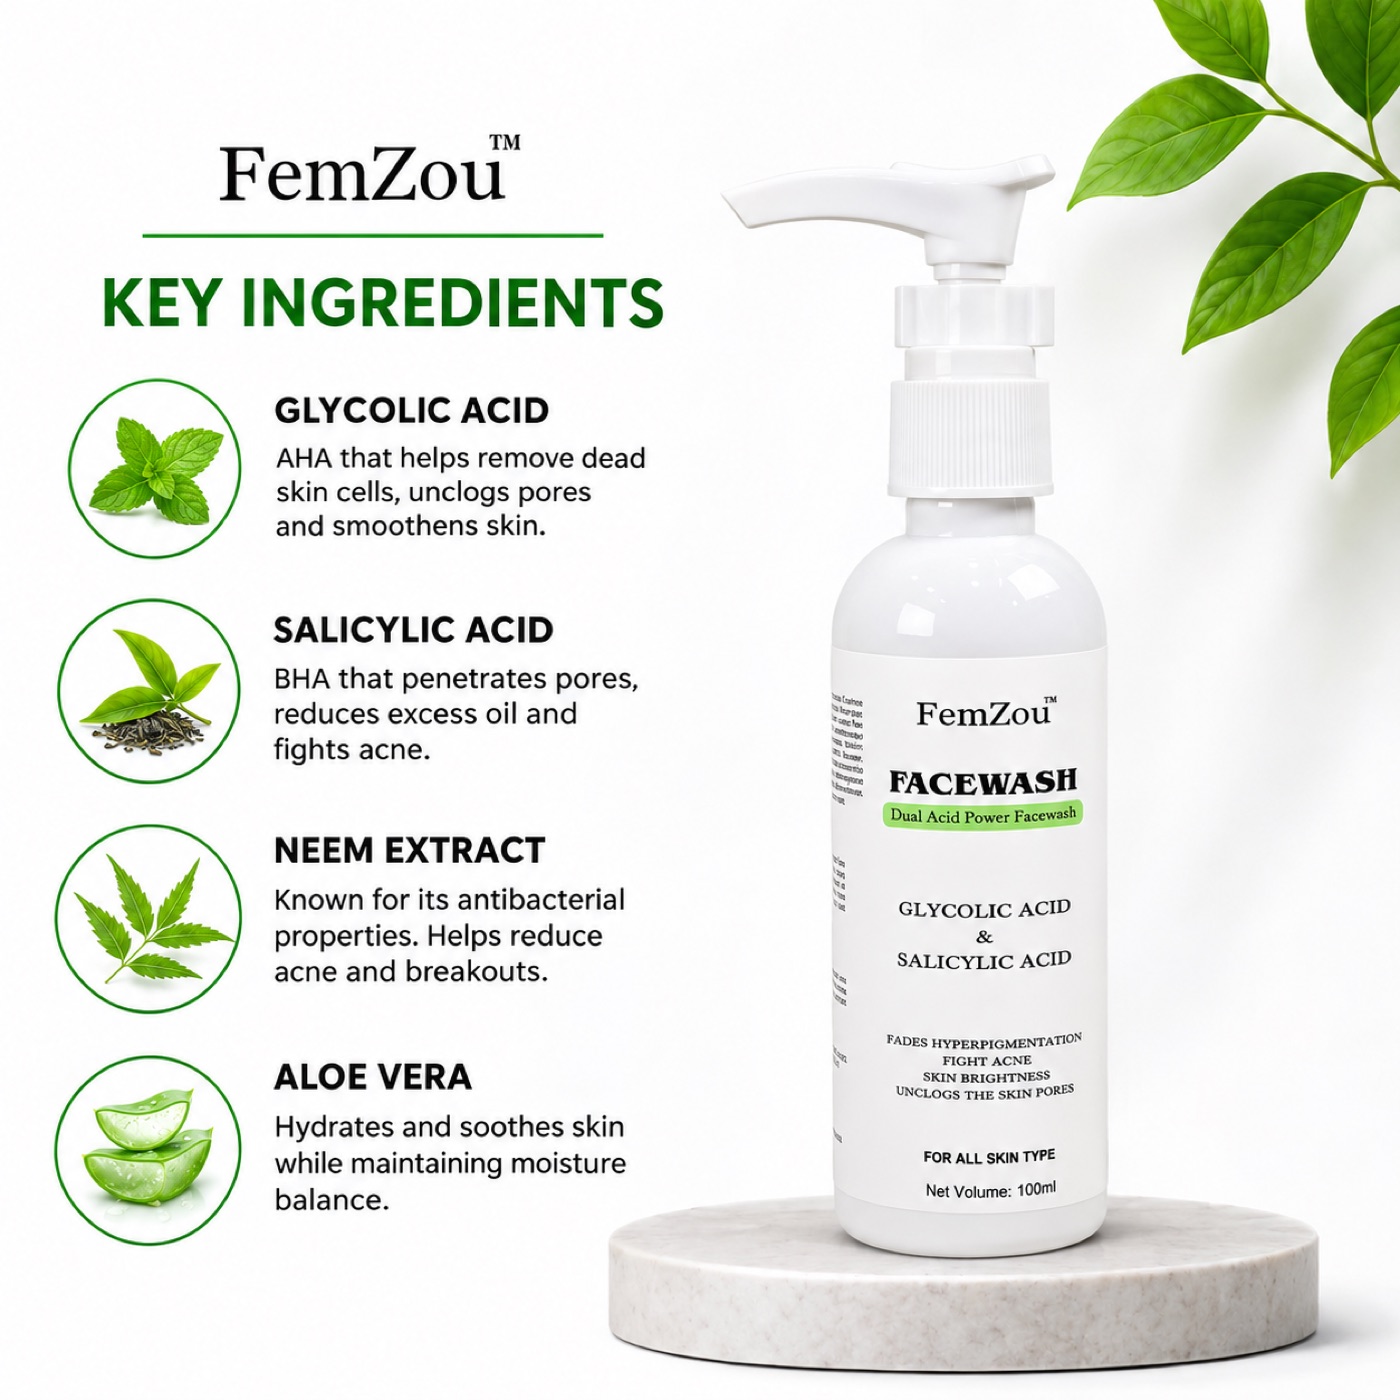 FemZou™
KEY INGREDIENTS
GLYCOLIC ACID
AHA that helps remove dead
skin cells, unclogs pores
and smoothens skin.
SALICYLIC ACID
BHA that penetrates pores,
reduces excess oil and
fights acne.
NEEM EXTRACT
Known for its antibacterial
properties. Helps reduce
acne and breakouts.
ALOE VERA
Hydrates and soothes skin
while maintaining moisture
balance.
FemZou™
FACEWASH
Dual Acid Power Facewash
GLYCOLIC ACID
&
SALICYLIC ACID
FADES HYPERPIGMENTATION
FIGHT ACNE
SKIN BRIGHTNESS
UNCLOGS THE SKIN PORES
FOR ALL SKIN TYPE
Net Volume: 100ml